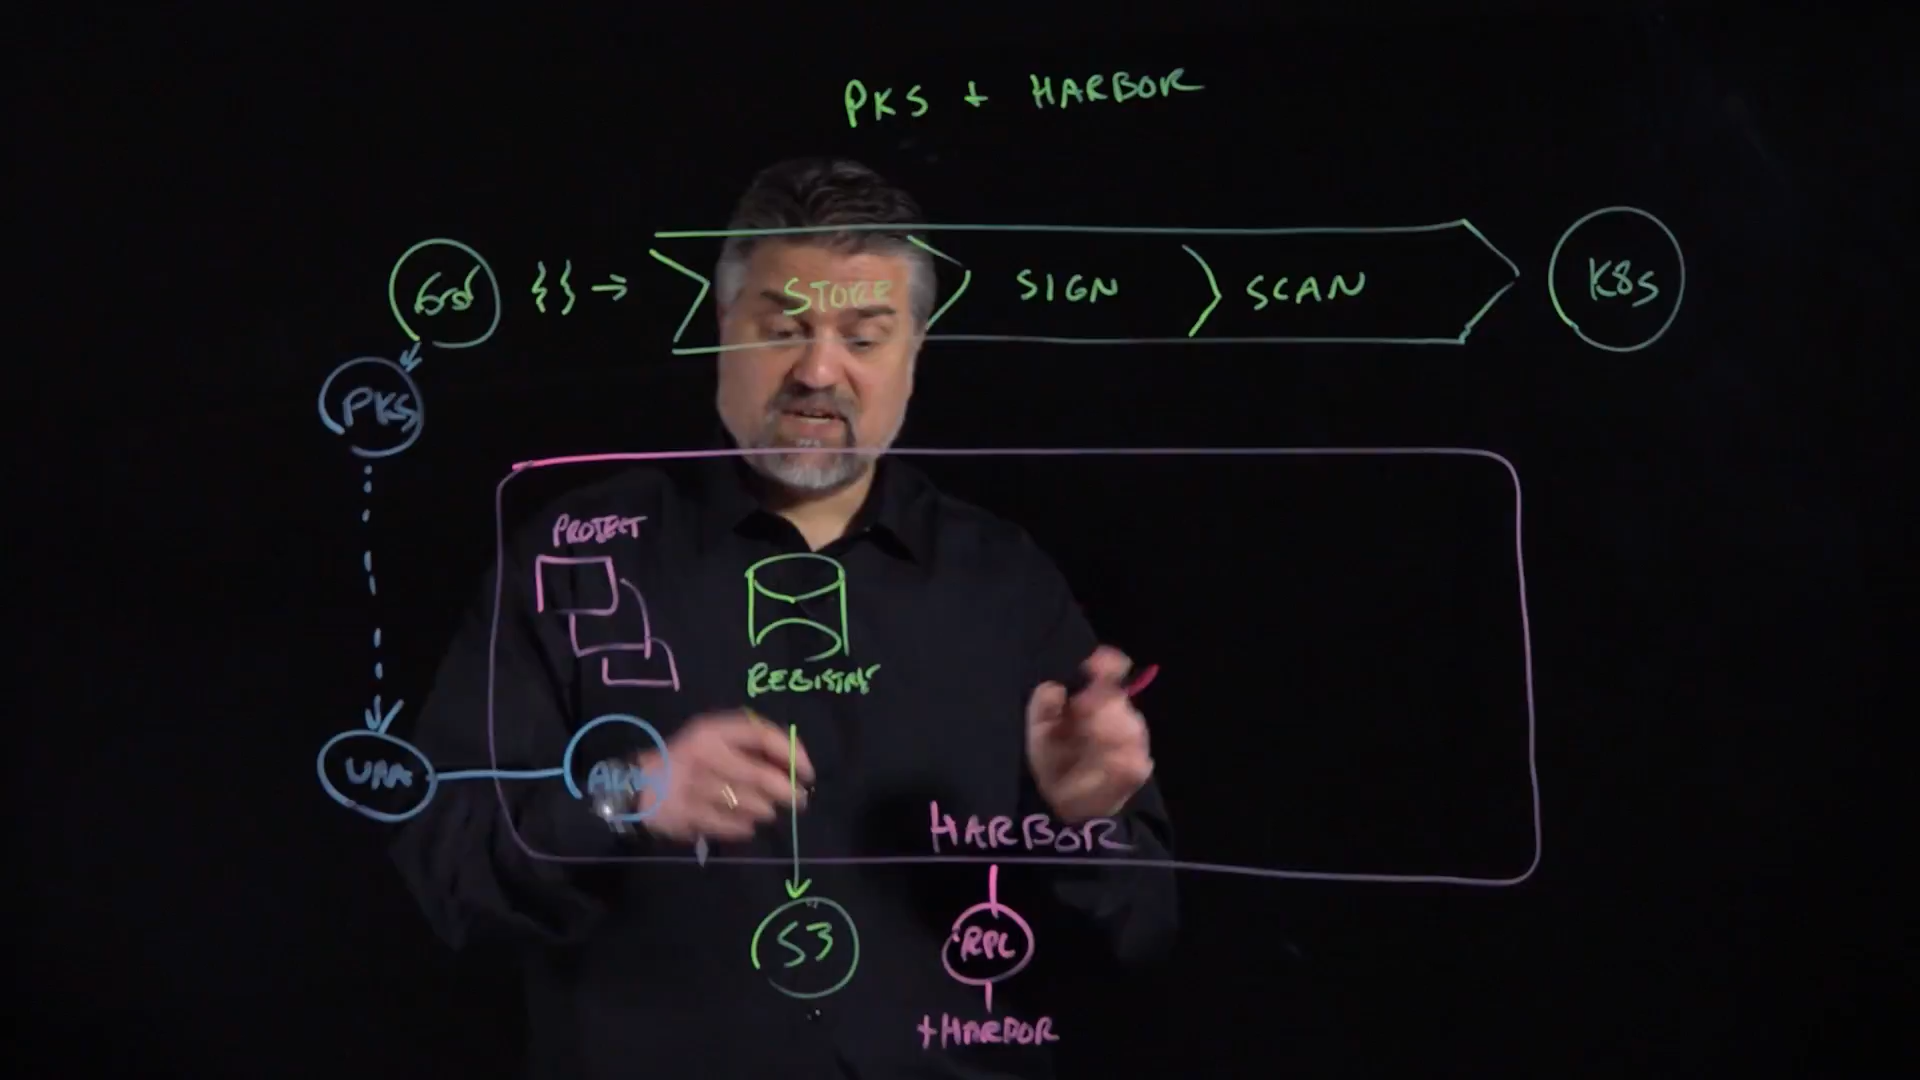 PKS + HARBOR
{ } → STORE SIGN SCAN K8s
PKS
PROJECT
REGISTRY
HARBOR
S3
RPL
+HARBOR